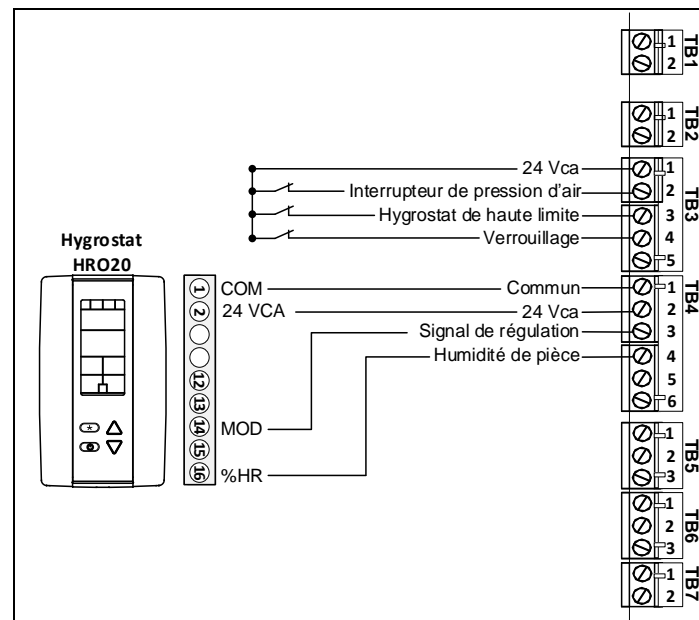 1
2
TB1
1
2
TB2
24 Vca
Interrupteur de pression d'air
Hygrostat de haute limite
Verrouillage
1
2
3
4
5
TB3
Hygrostat
HRO20
1 COM
2 24 VCA
12
13
14 MOD
15
16 %HR
Commun
24 Vca
Signal de régulation
Humidité de pièce
1
2
3
4
5
6
TB4
1
2
3
TB5
1
2
3
TB6
1
2
TB7